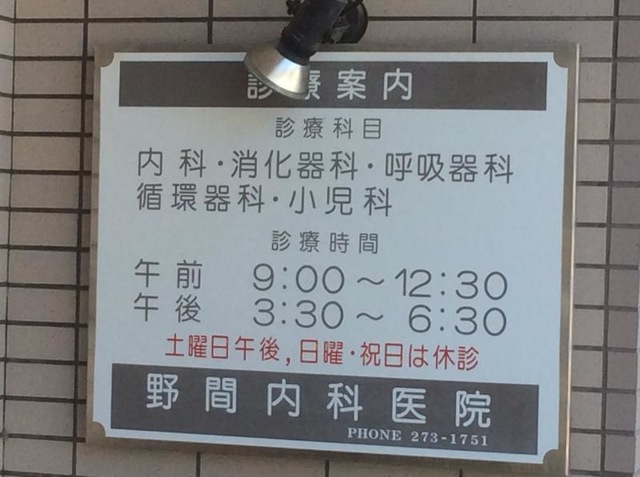 診療案内
診療科目
内科・消化器科・呼吸器科
循環器科・小児科
診療時間
午前 9:00～12:30
午後 3:30～6:30
土曜日午後,日曜・祝日は休診
野間内科医院
PHONE 273-1751